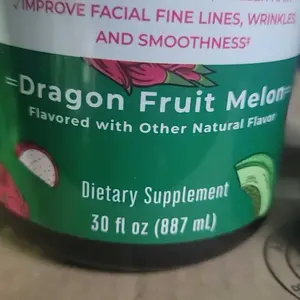 ✓IMPROVE FACIAL FINE LINES, WRINKLES
AND SMOOTHNESS‡
Dragon Fruit Melon
Flavored with Other Natural Flavor
Dietary Supplement
30 fl oz (887 mL)